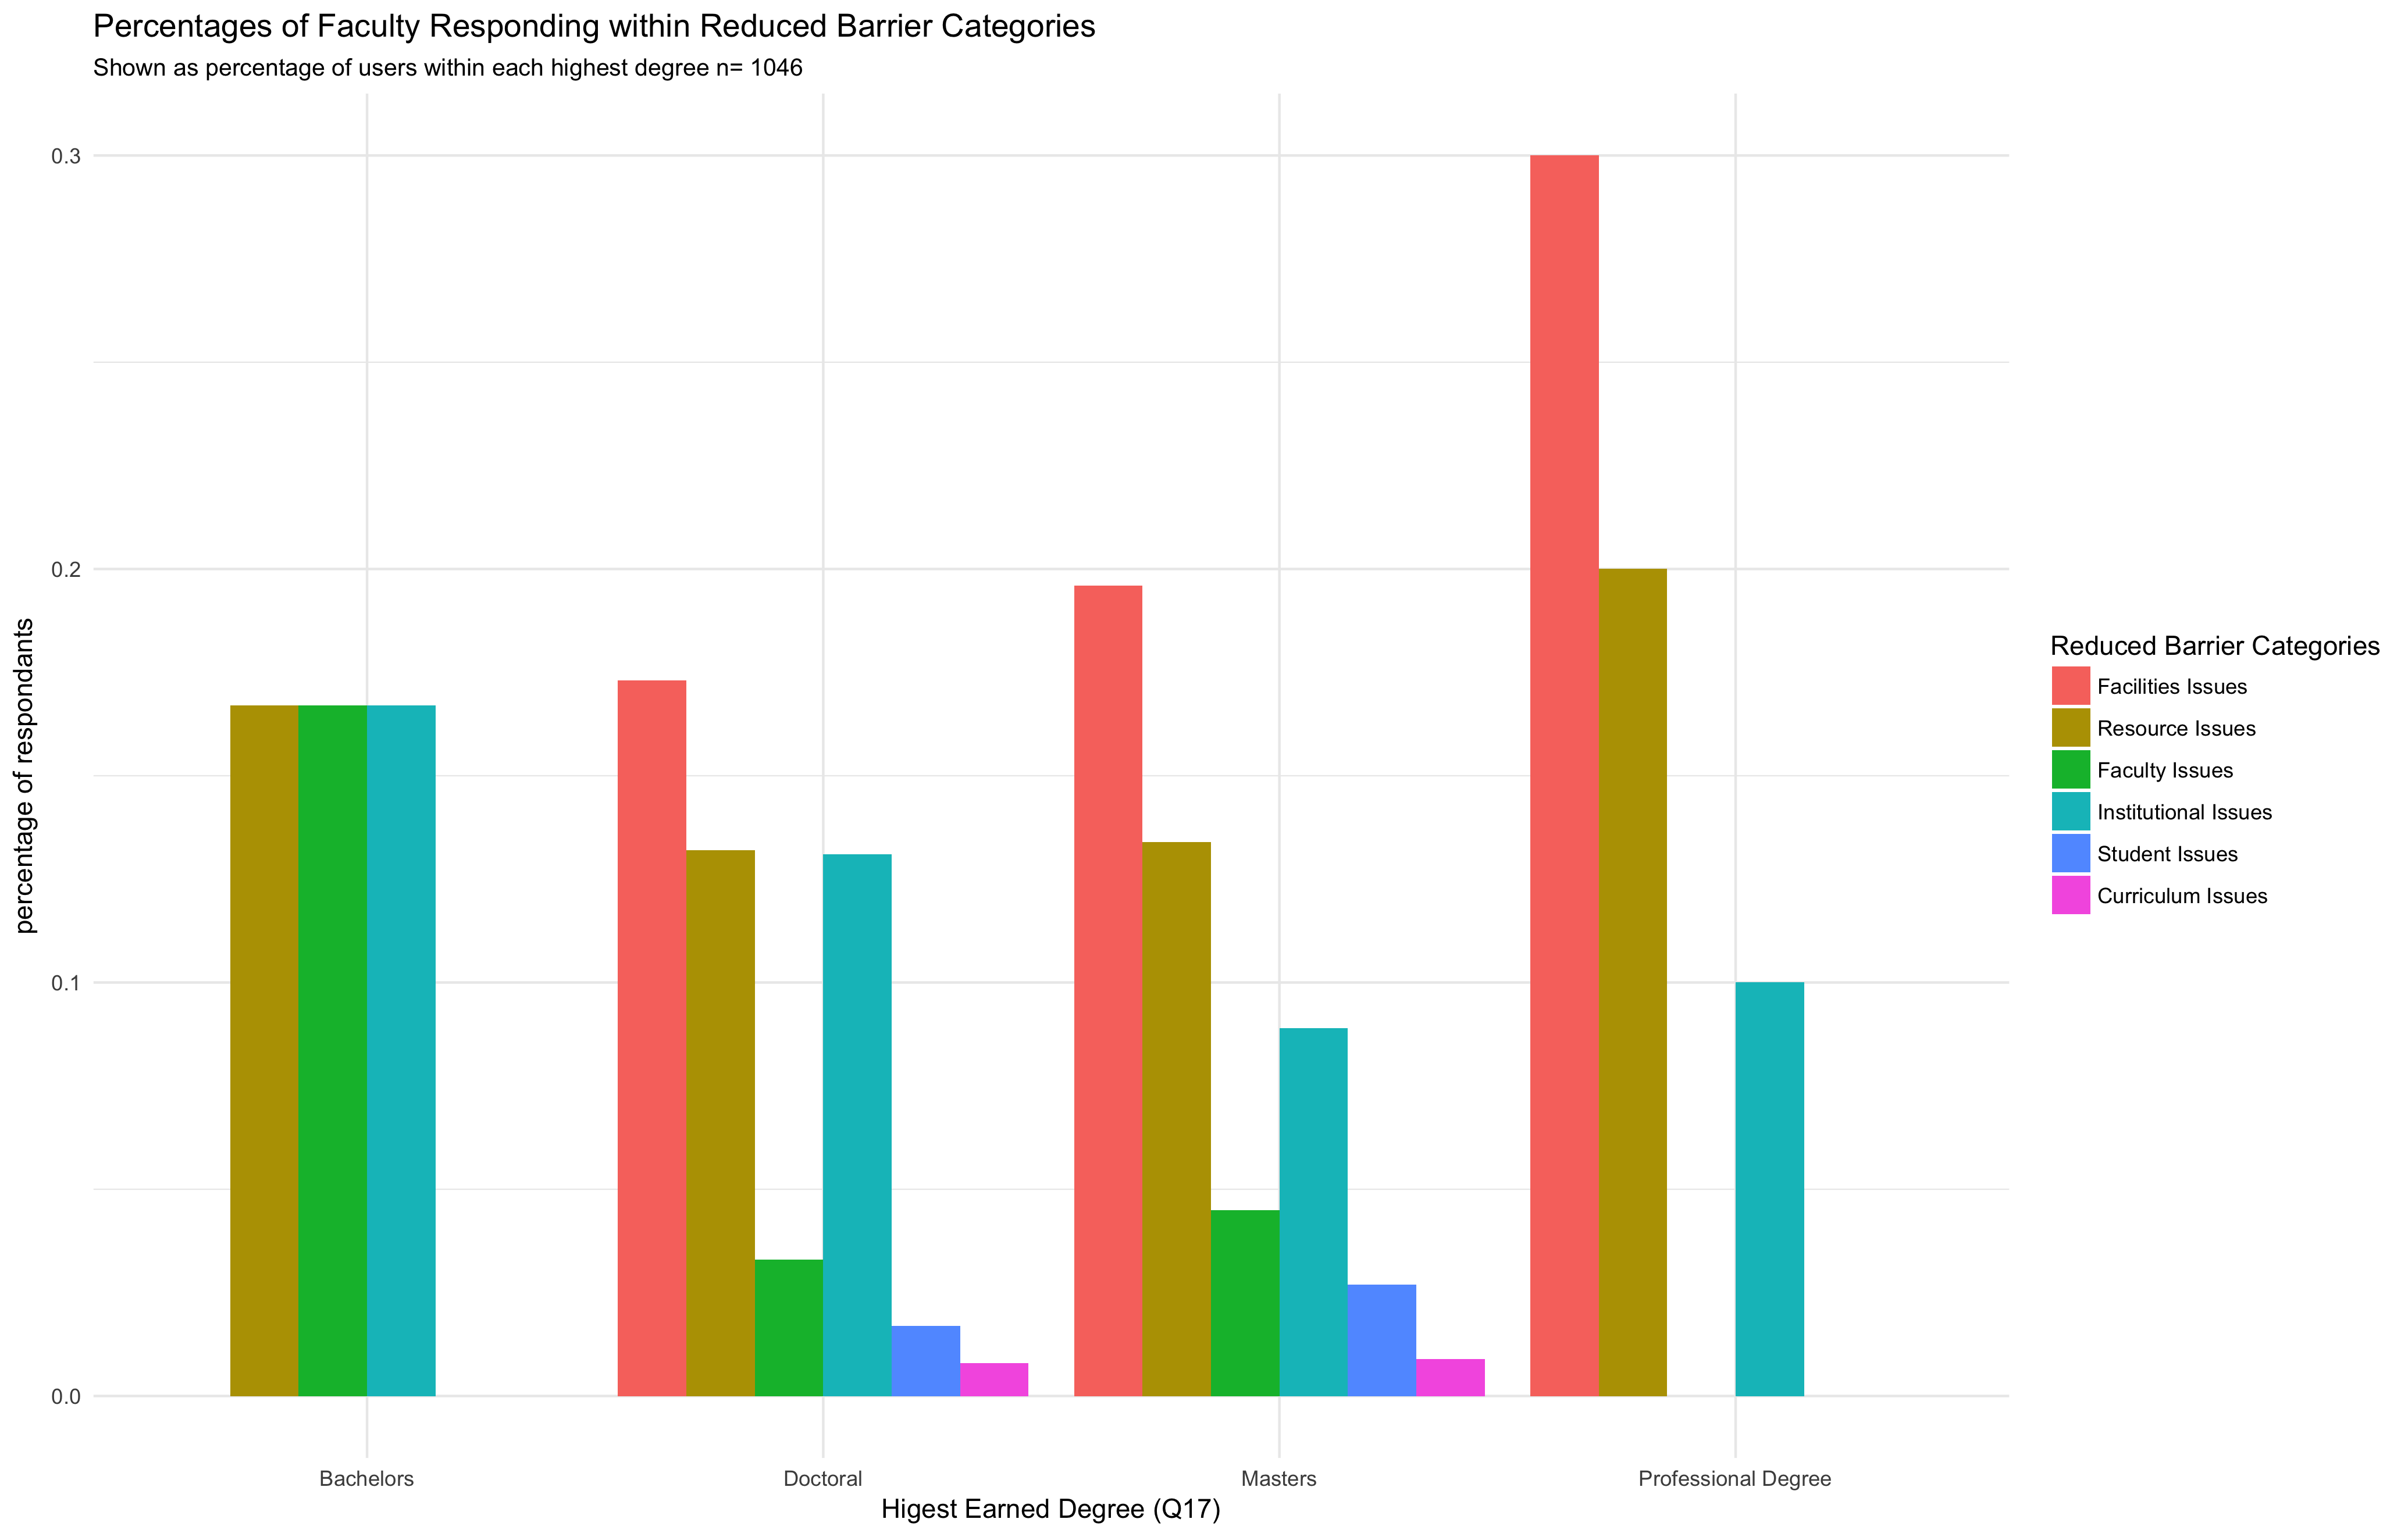 Percentages of Faculty Responding within Reduced Barrier Categories
Shown as percentage of users within each highest degree n= 1046
0.3
0.2
0.1
0.0
percentage of respondants
Bachelors
Doctoral
Masters
Professional Degree
Higest Earned Degree (Q17)
Reduced Barrier Categories
Facilities Issues
Resource Issues
Faculty Issues
Institutional Issues
Student Issues
Curriculum Issues